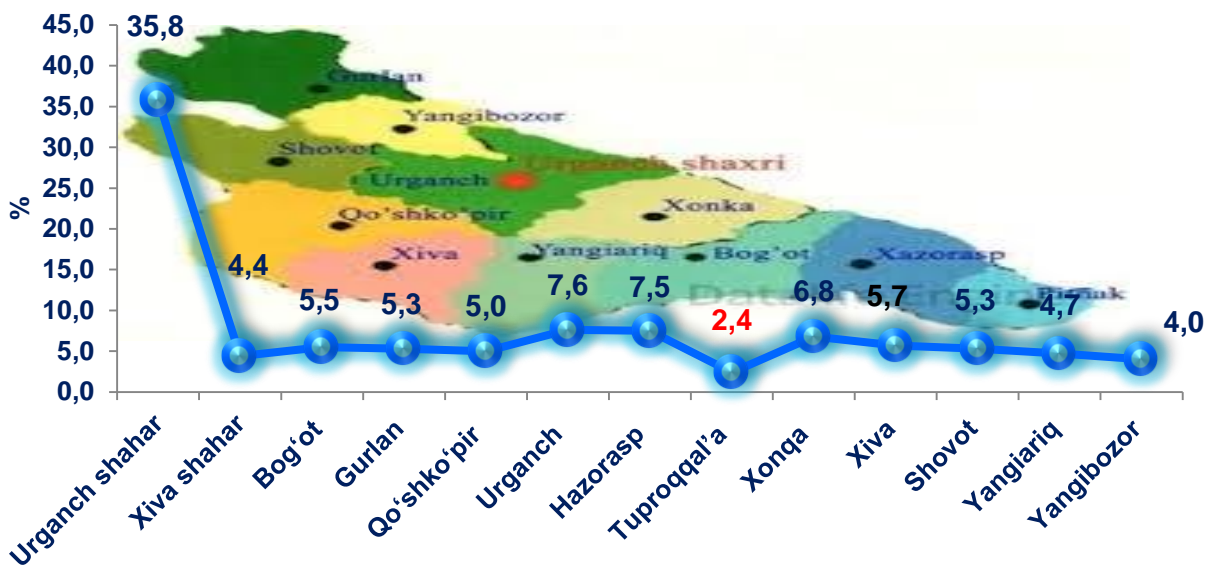 45,0
40,0
35,0
30,0
25,0
20,0
15,0
10,0
5,0
0,0
%
35,8
4,4
5,5
5,3
5,0
7,6
7,5
2,4
6,8
5,7
5,3
4,7
4,0
Gurlan
Yangibozor
Shovot
Urganch shaxri
Urganch
Xonka
Qo'shko'pir
Xiva
Yangiariq
Bog'ot
Xazorasp
Urganch shahar
Xiva shahar
Bog‘ot
Gurlan
Qo‘shko‘pir
Urganch
Hazorasp
Tuproqqal’a
Xonqa
Xiva
Shovot
Yangiariq
Yangibozor